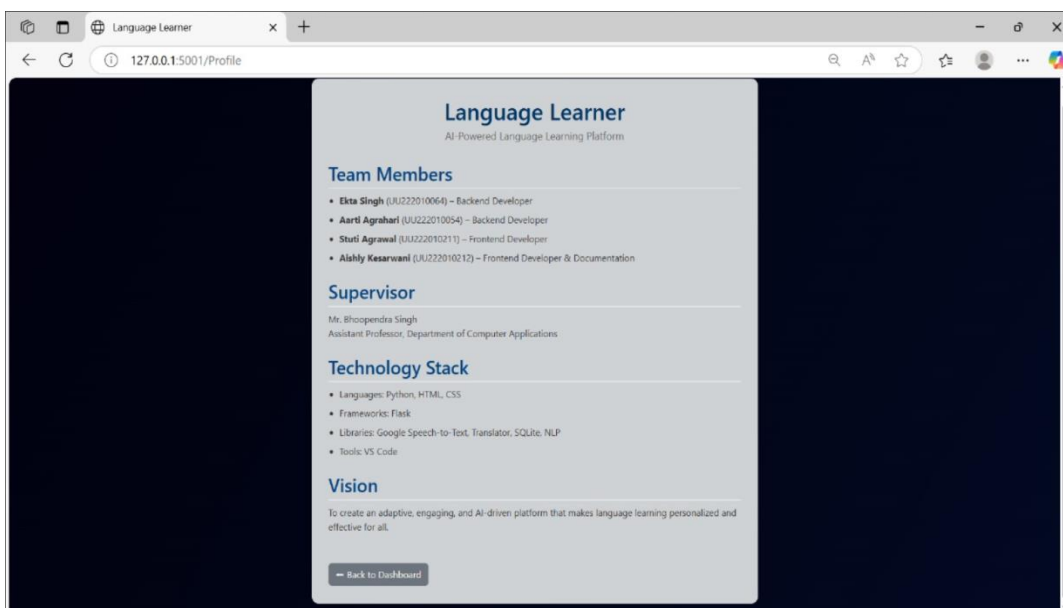 Language Learner
127.0.0.1:5001/Profile
Language Learner
AI-Powered Language Learning Platform
Team Members
• Ekta Singh (UU222010064) – Backend Developer
• Aarti Agrahari (UU222010054) – Backend Developer
• Stuti Agrawal (UU222010211) – Frontend Developer
• Aishly Kesarwani (UU222010212) – Frontend Developer & Documentation
Supervisor
Mr. Bhoopendra Singh
Assistant Professor, Department of Computer Applications
Technology Stack
• Languages: Python, HTML, CSS
• Frameworks: Flask
• Libraries: Google Speech-to-Text, Translator, SQLite, NLP
• Tools: VS Code
Vision
To create an adaptive, engaging, and AI-driven platform that makes language learning personalized and
effective for all.
Back to Dashboard